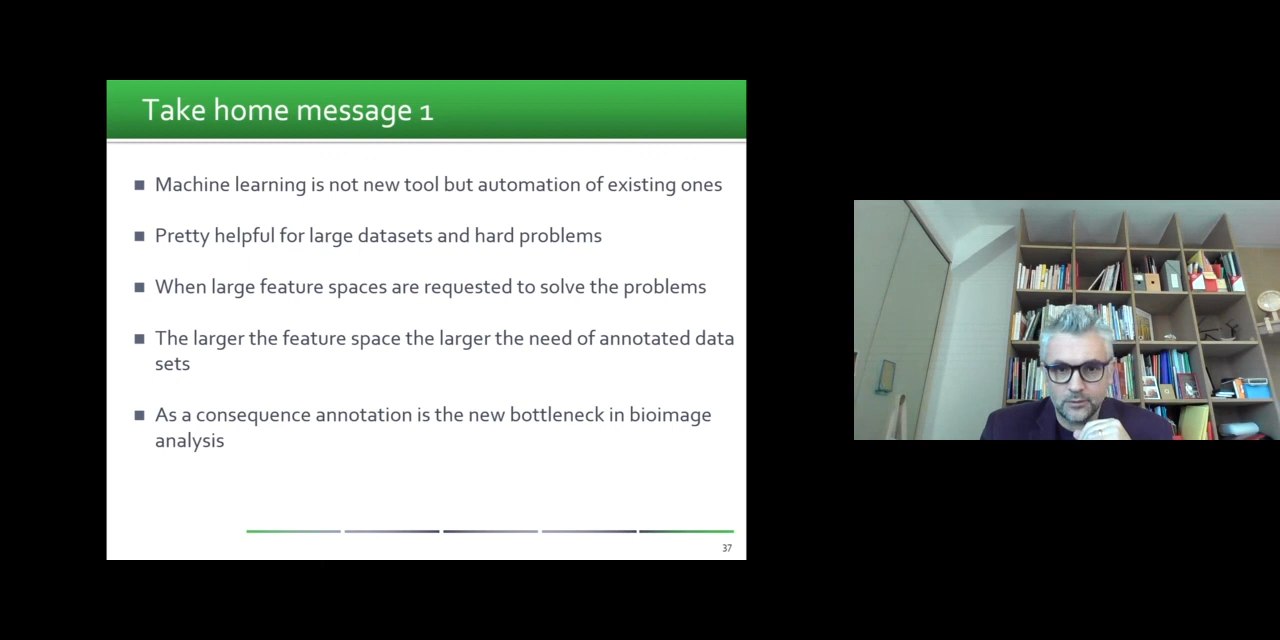 Take home message 1
Machine learning is not new tool but automation of existing ones
Pretty helpful for large datasets and hard problems
When large feature spaces are requested to solve the problems
The larger the feature space the larger the need of annotated data
sets
As a consequence annotation is the new bottleneck in bioimage
analysis
37